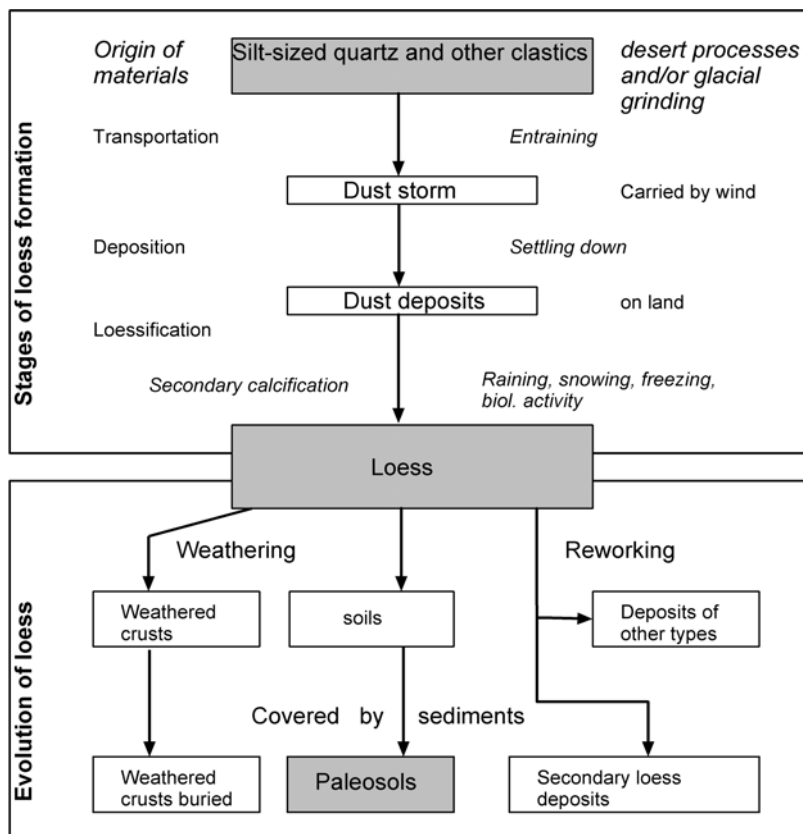 Stages of loess formation
Origin of
materials
Silt-sized quartz and other clastics
desert processes
and/or glacial
grinding
Transportation
Entraining
Dust storm
Carried by wind
Deposition
Settling down
Dust deposits
on land
Loessification
Secondary calcification
Raining, snowing, freezing,
biol. activity
Loess
Evolution of loess
Weathering
Reworking
Weathered
crusts
soils
Deposits of
other types
Covered by sediments
Weathered
crusts buried
Paleosols
Secondary loess
deposits